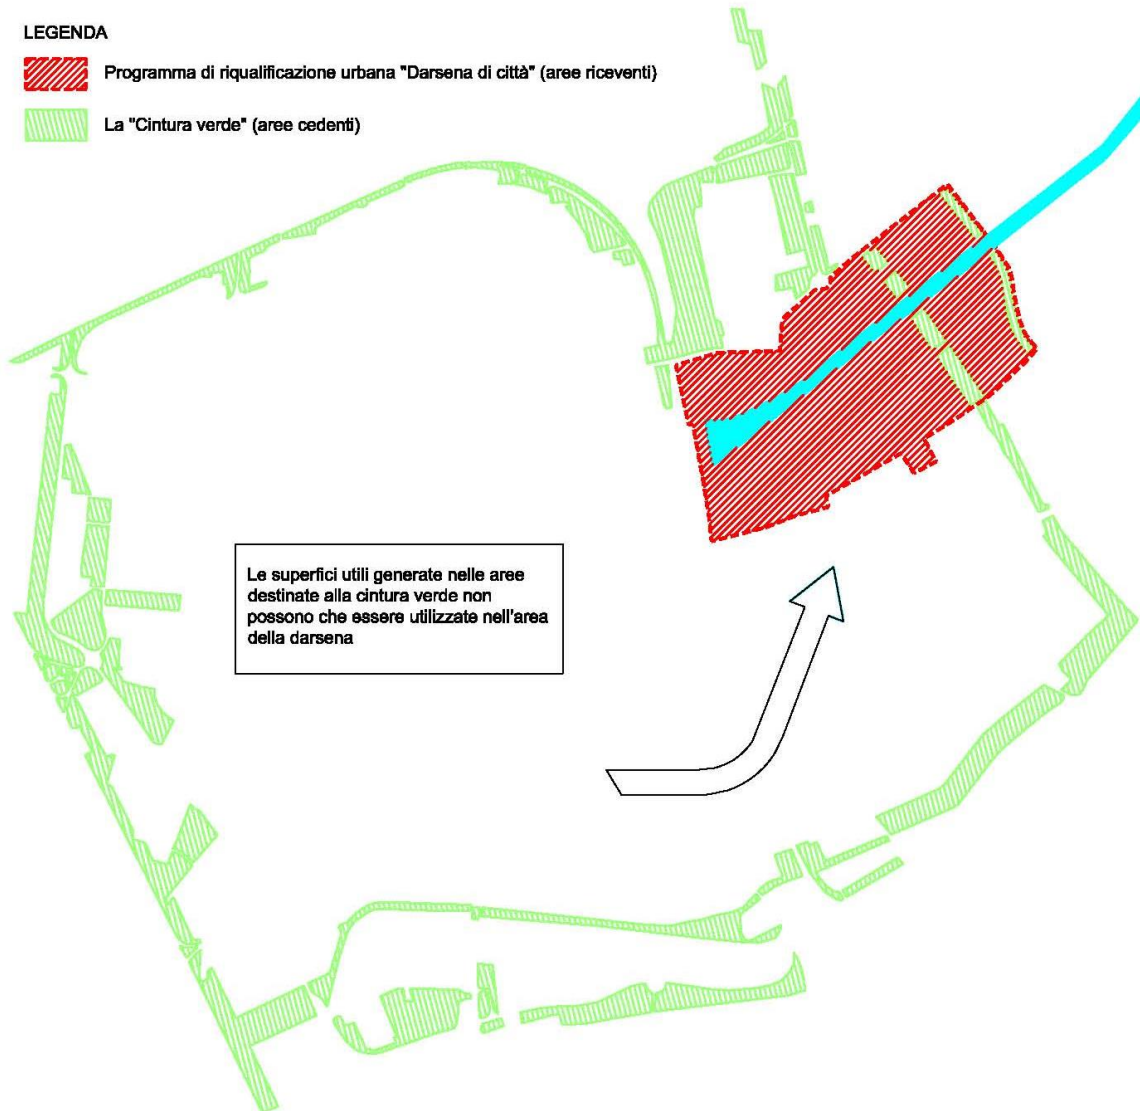 LEGENDA
Programma di riqualificazione urbana "Darsena di città" (aree riceventi)
La "Cintura verde" (aree cedenti)
Le superfici utili generate nelle aree
destinate alla cintura verde non
possono che essere utilizzate nell'area
della darsena